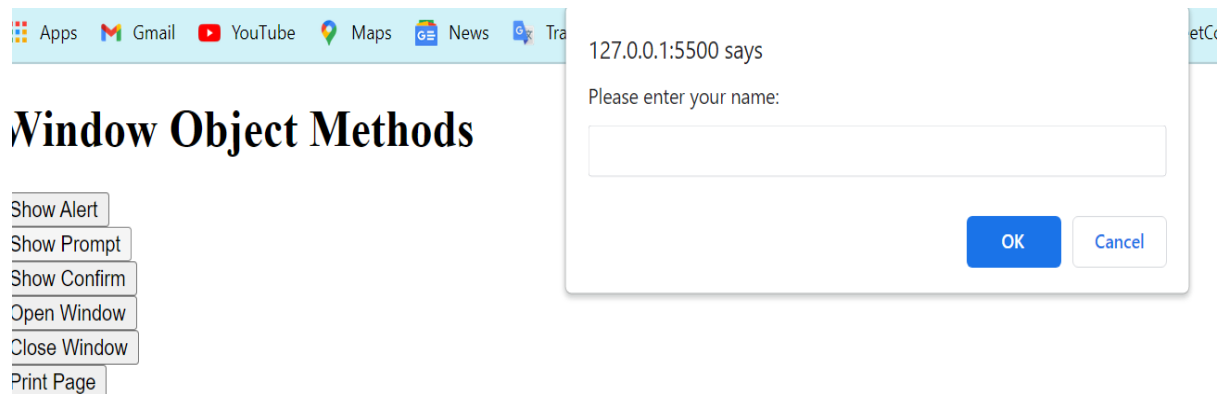 Apps Gmail YouTube Maps News
127.0.0.1:5500 says
Please enter your name:
OK Cancel
Window Object Methods
Show Alert
Show Prompt
Show Confirm
Open Window
Close Window
Print Page